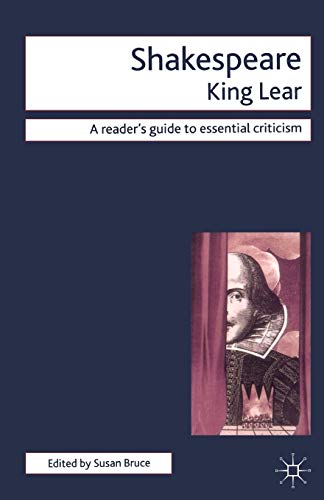 Shakespeare
King Lear
A reader's guide to essential criticism
Edited by Susan Bruce